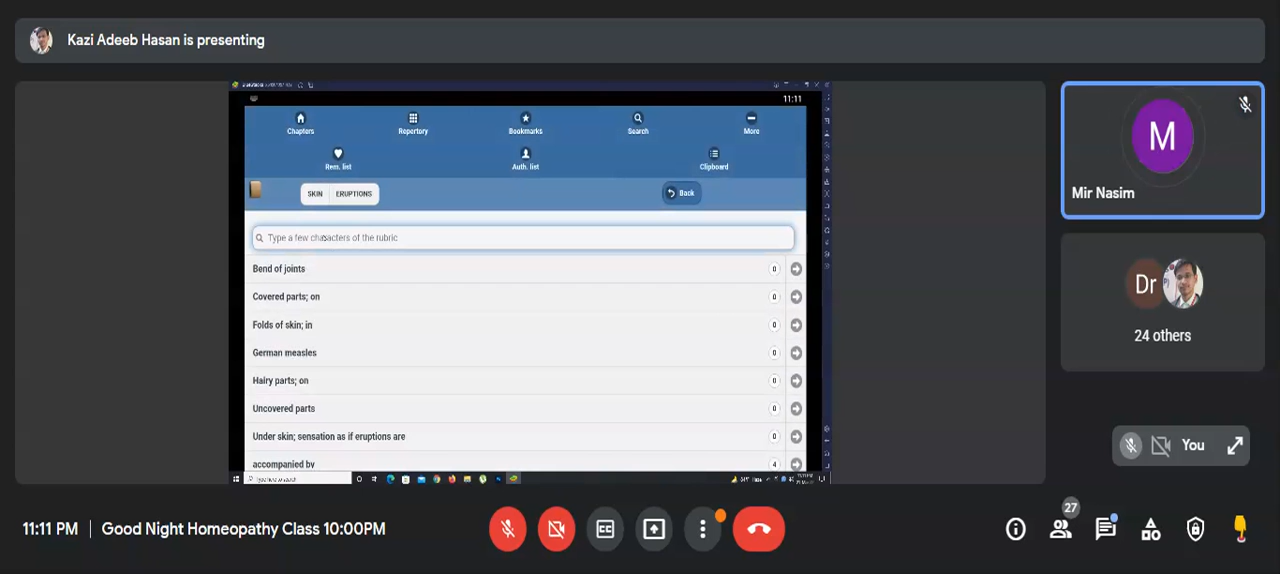 Kazi Adeeb Hasan is presenting
11:11
Chapters
Repertory
Bookmarks
Search
More
Rem. list
Auth. list
Clipboard
SKIN ERUPTIONS
Back
Type a few characters of the rubric
Bend of joints 0
Covered parts; on 0
Folds of skin; in 0
German measles 0
Hairy parts; on 0
Uncovered parts 0
Under skin; sensation as if eruptions are 0
accompanied by 4
Type here to search
M
Mir Nasim
Dr
24 others
You
11:11 PM
Good Night Homeopathy Class 10:00PM
27